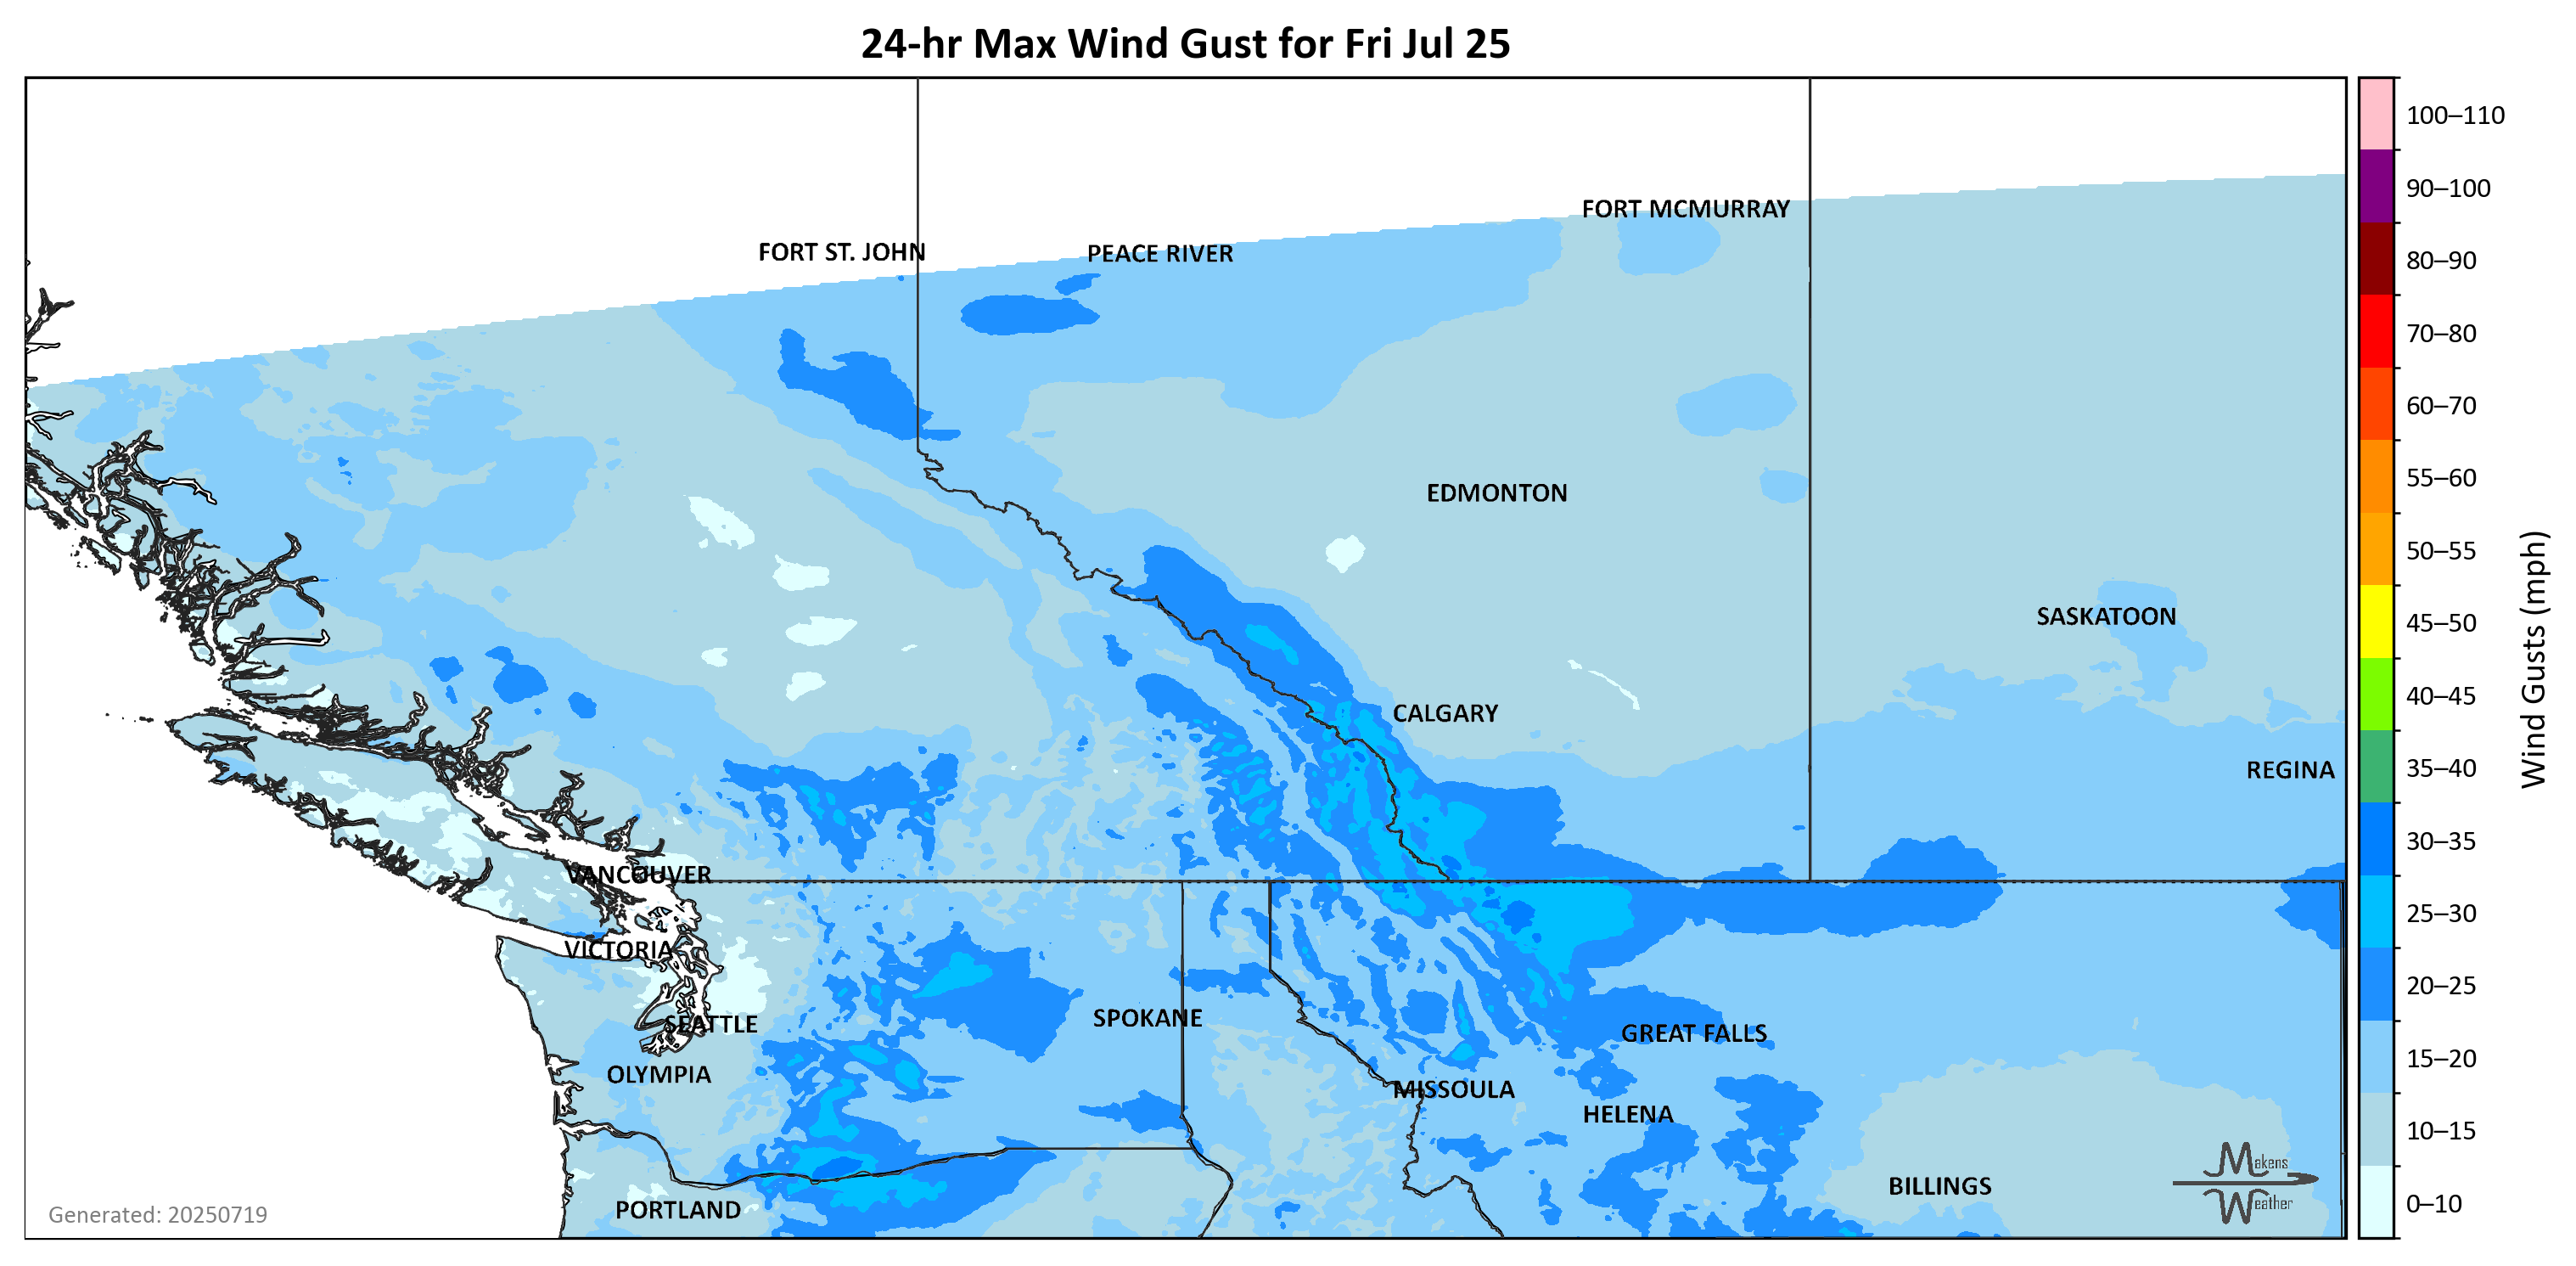 24-hr Max Wind Gust for Fri Jul 25
FORT MCMURRAY
FORT ST. JOHN
PEACE RIVER
EDMONTON
SASKATOON
CALGARY
REGINA
VANCOUVER
VICTORIA
SEATTLE
SPOKANE
GREAT FALLS
OLYMPIA
MISSOULA
HELENA
BILLINGS
PORTLAND
Generated: 20250719
Makens
Weather
100–110
90–100
80–90
70–80
60–70
55–60
50–55
45–50
40–45
35–40
30–35
25–30
20–25
15–20
10–15
0–10
Wind Gusts (mph)